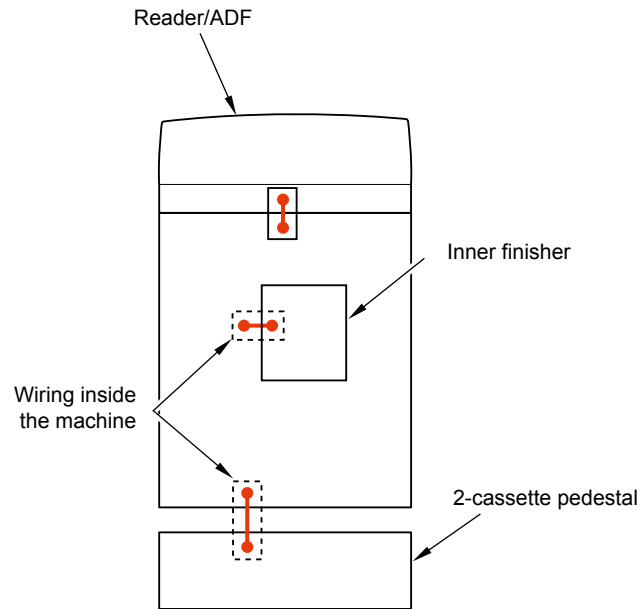 Reader/ADF
Inner finisher
Wiring inside
the machine
2-cassette pedestal